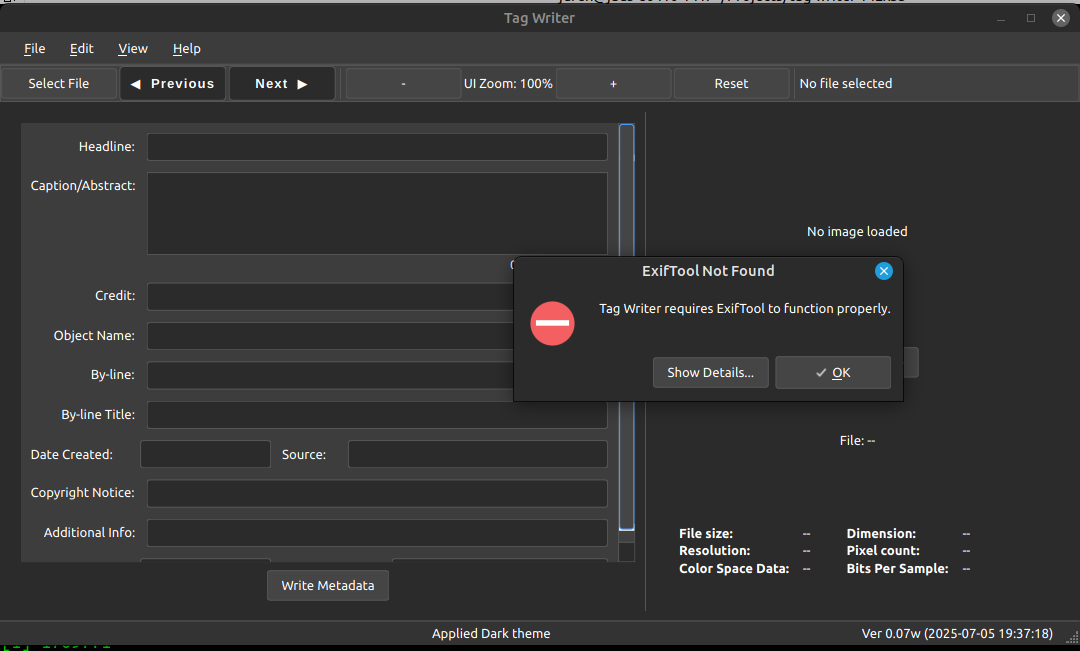 Tag Writer
File Edit View Help
Select File ◀ Previous Next ▶ - UI Zoom: 100% + Reset No file selected
Headline:
Caption/Abstract:
No image loaded
ExifTool Not Found
Tag Writer requires ExifTool to function properly.
Show Details... OK
Credit:
Object Name:
By-line:
By-line Title:
File: --
Date Created: Source:
Copyright Notice:
Additional Info:
File size: -- Dimension: --
Resolution: -- Pixel count: --
Color Space Data: -- Bits Per Sample: --
Write Metadata
Applied Dark theme Ver 0.07w (2025-07-05 19:37:18)